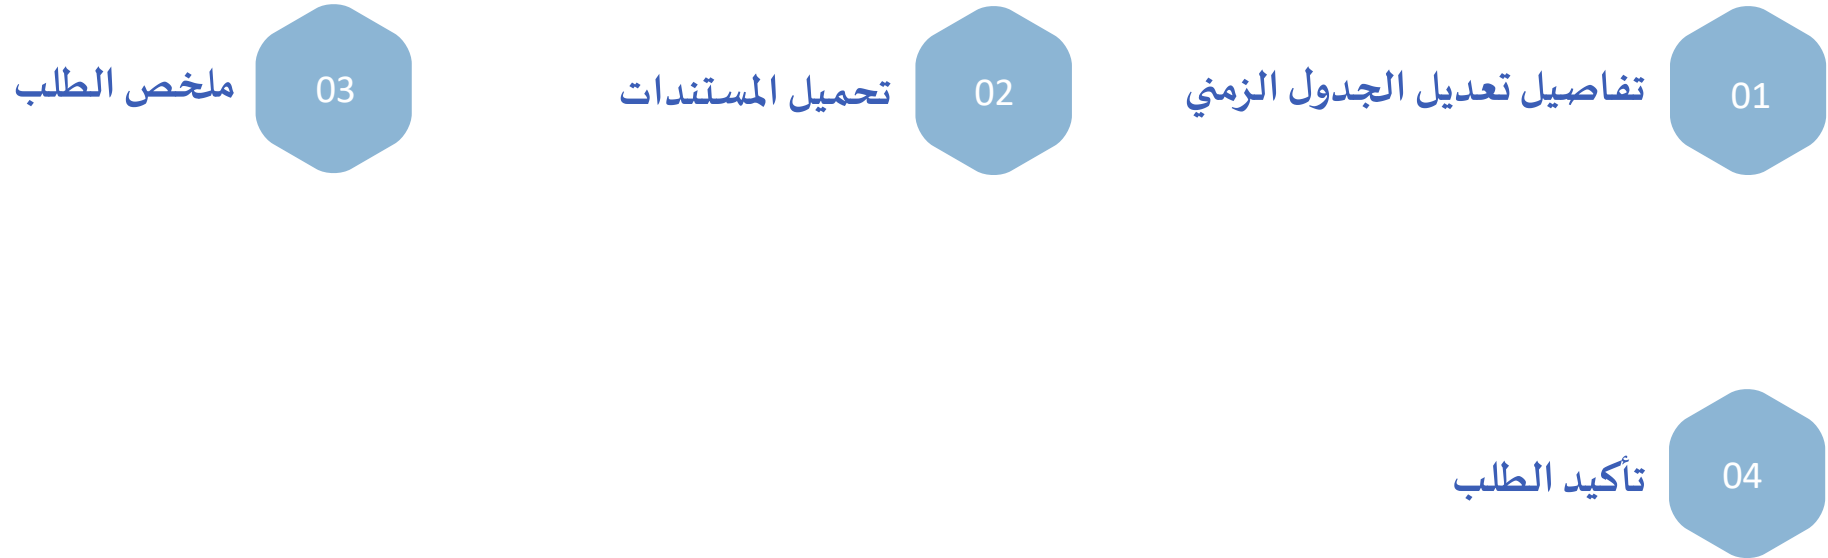 01
تفاصيل تعديل الجدول الزمني
02
تحميل المستندات
03
ملخص الطلب
04
تأكيد الطلب